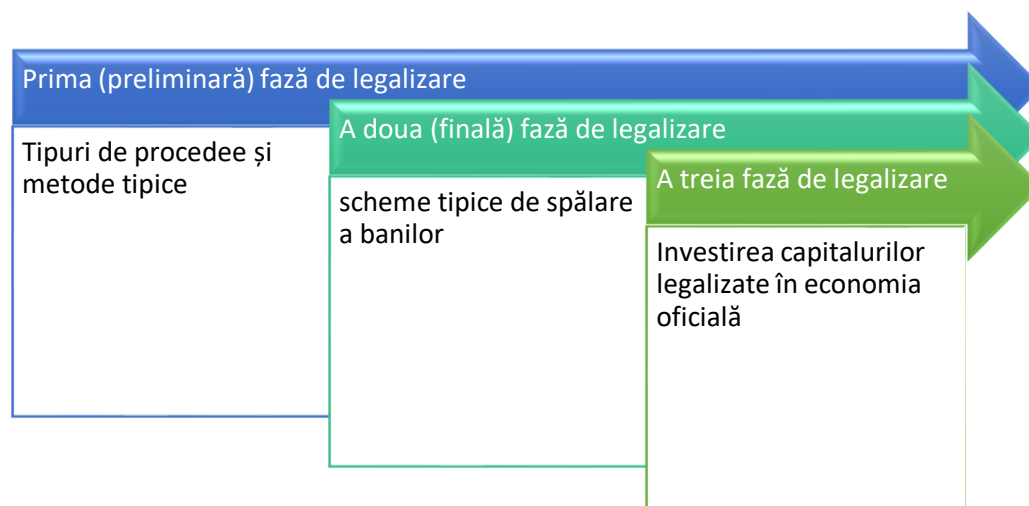 Prima (preliminară) fază de legalizare
Tipuri de procedee și
metode tipice
A doua (finală) fază de legalizare
scheme tipice de spălare
a banilor
A treia fază de legalizare
Investirea capitalurilor
legalizate în economia
oficială